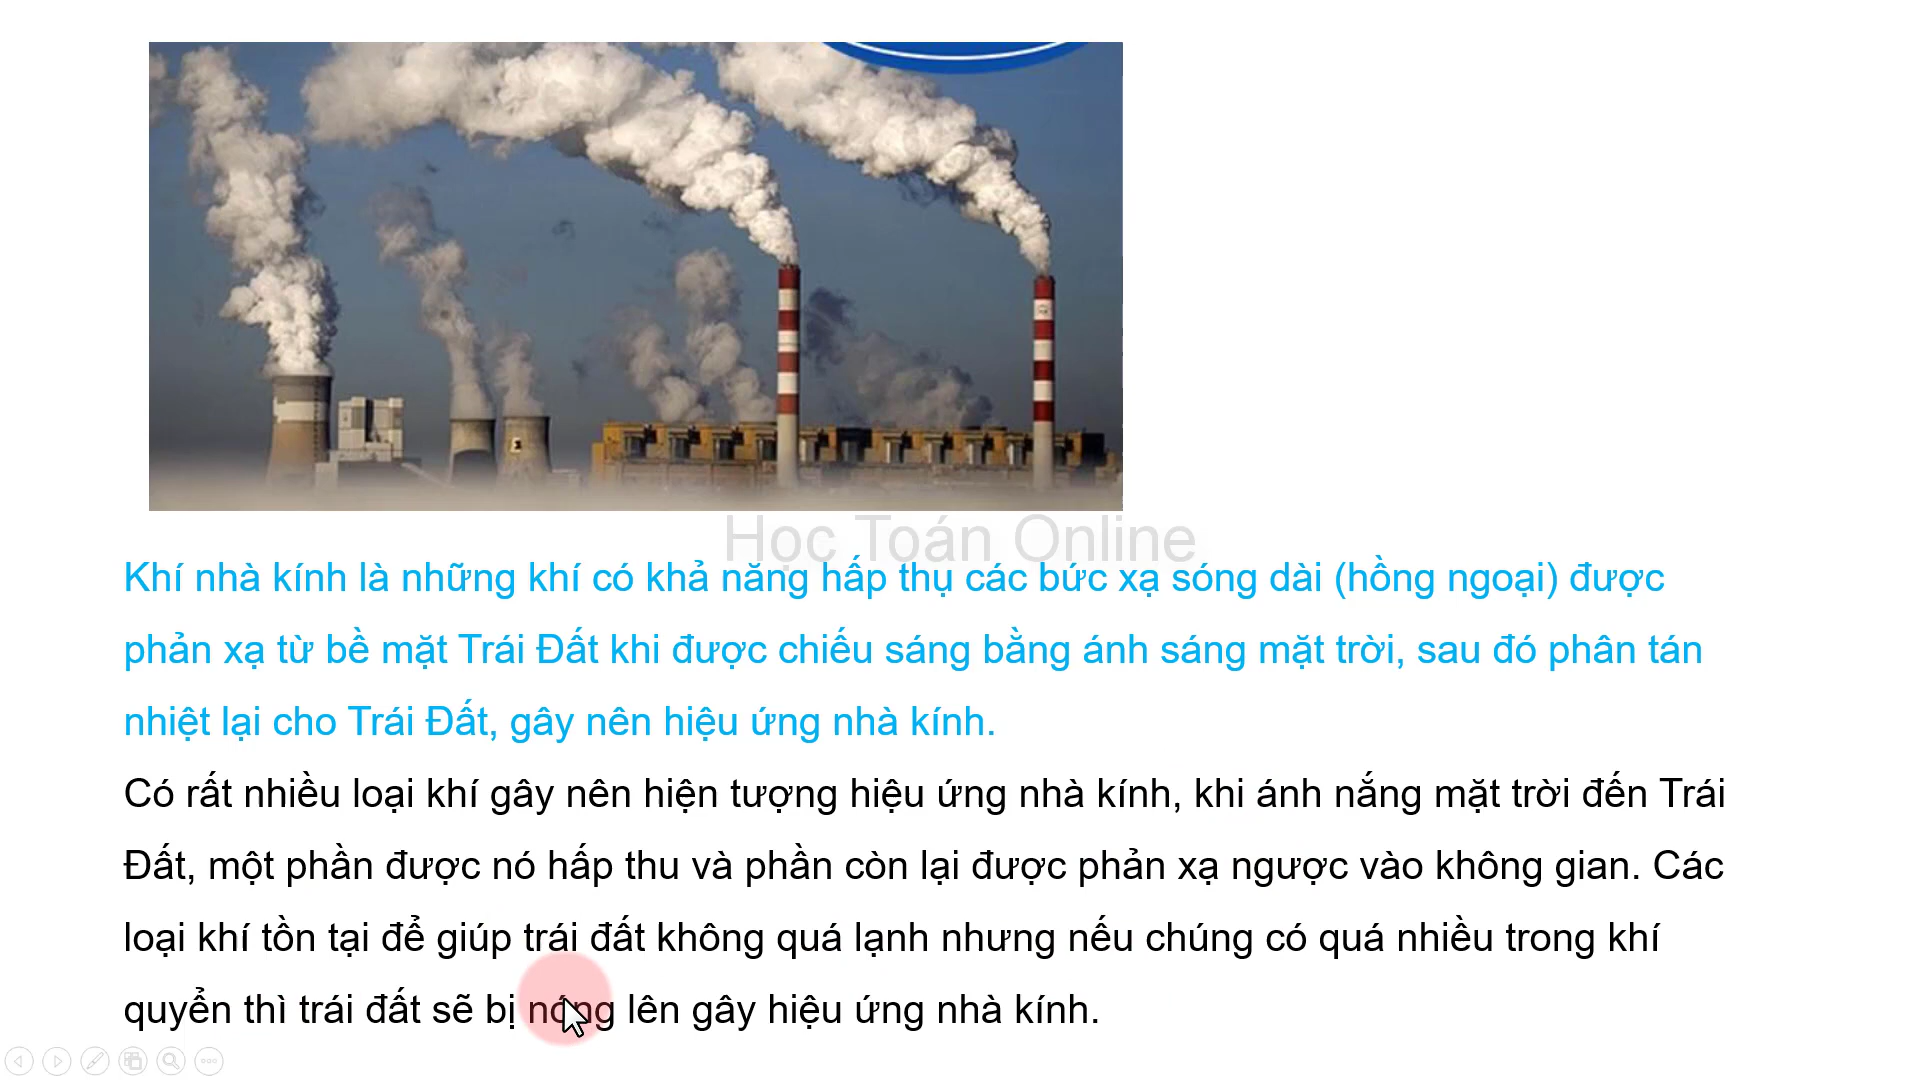 Học Toán Online
Khí nhà kính là những khí có khả năng hấp thụ các bức xạ sóng dài (hồng ngoại) được
phản xạ từ bề mặt Trái Đất khi được chiếu sáng bằng ánh sáng mặt trời, sau đó phân tán
nhiệt lại cho Trái Đất, gây nên hiệu ứng nhà kính.
Có rất nhiều loại khí gây nên hiện tượng hiệu ứng nhà kính, khi ánh nắng mặt trời đến Trái
Đất, một phần được nó hấp thu và phần còn lại được phản xạ ngược vào không gian. Các
loại khí tồn tại để giúp trái đất không quá lạnh nhưng nếu chúng có quá nhiều trong khí
quyển thì trái đất sẽ bị nóng lên gây hiệu ứng nhà kính.